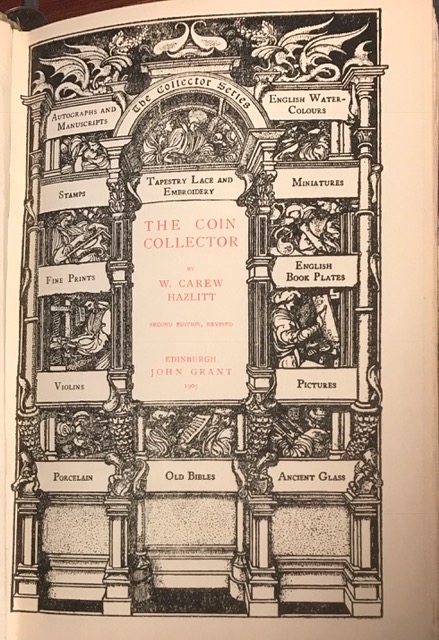 The Collector Series
AUTOGRAPHS AND
MANUSCRIPTS
ENGLISH WATER-
COLOURS
STAMPS
TAPESTRY LACE AND
EMBROIDERY
MINIATURES
THE COIN
COLLECTOR
BY
W. CAREW
HAZLITT
SECOND EDITION, REVISED
EDINBURGH
JOHN GRANT
1905
FINE PRINTS
ENGLISH
BOOK PLATES
VIOLINS
PICTURES
PORCELAIN
OLD BIBLES
ANCIENT GLASS